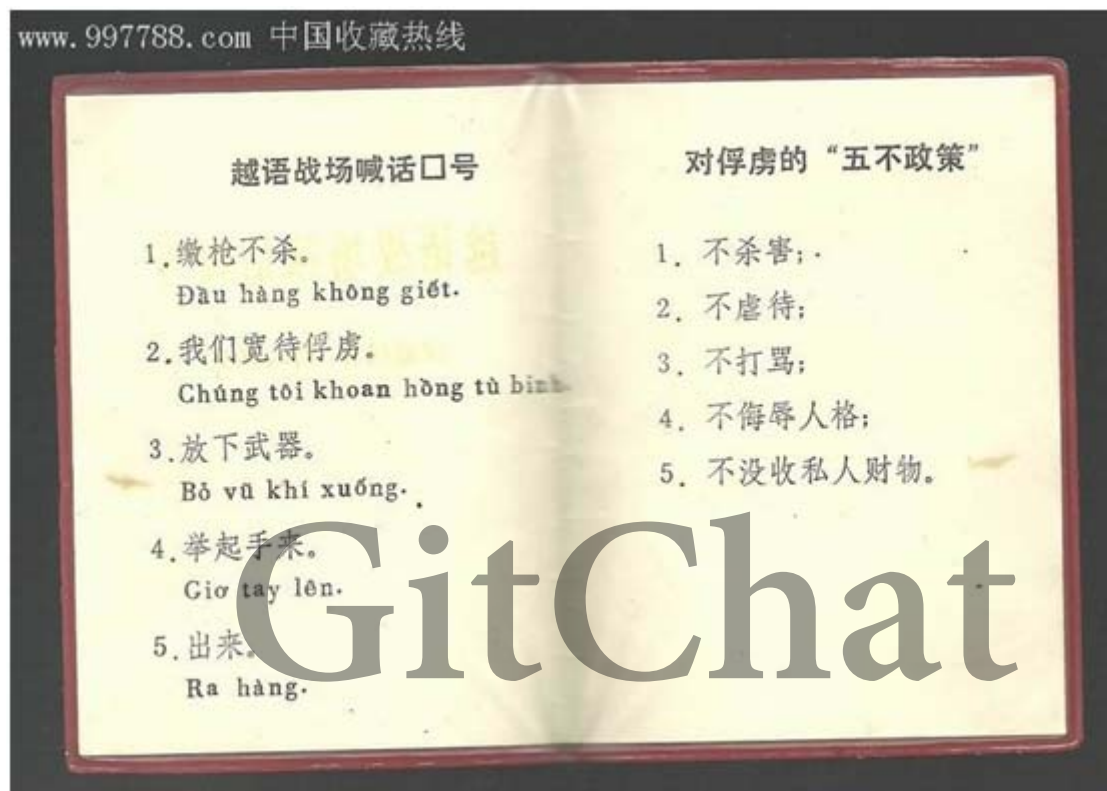 www.997788.com 中国收藏热线
越语战场喊话口号
1.缴枪不杀。
Đầu hàng không giết.
2.我们宽待俘虏。
Chúng tôi khoan hồng tù binh.
3.放下武器。
Bỏ vũ khí xuống.
4.举起手来。
Giơ tay lên.
5.出来。
Ra hàng.
对俘虏的“五不政策”
1. 不杀害;
2. 不虐待;
3. 不打骂;
4. 不侮辱人格;
5. 不没收私人财物。
GitChat